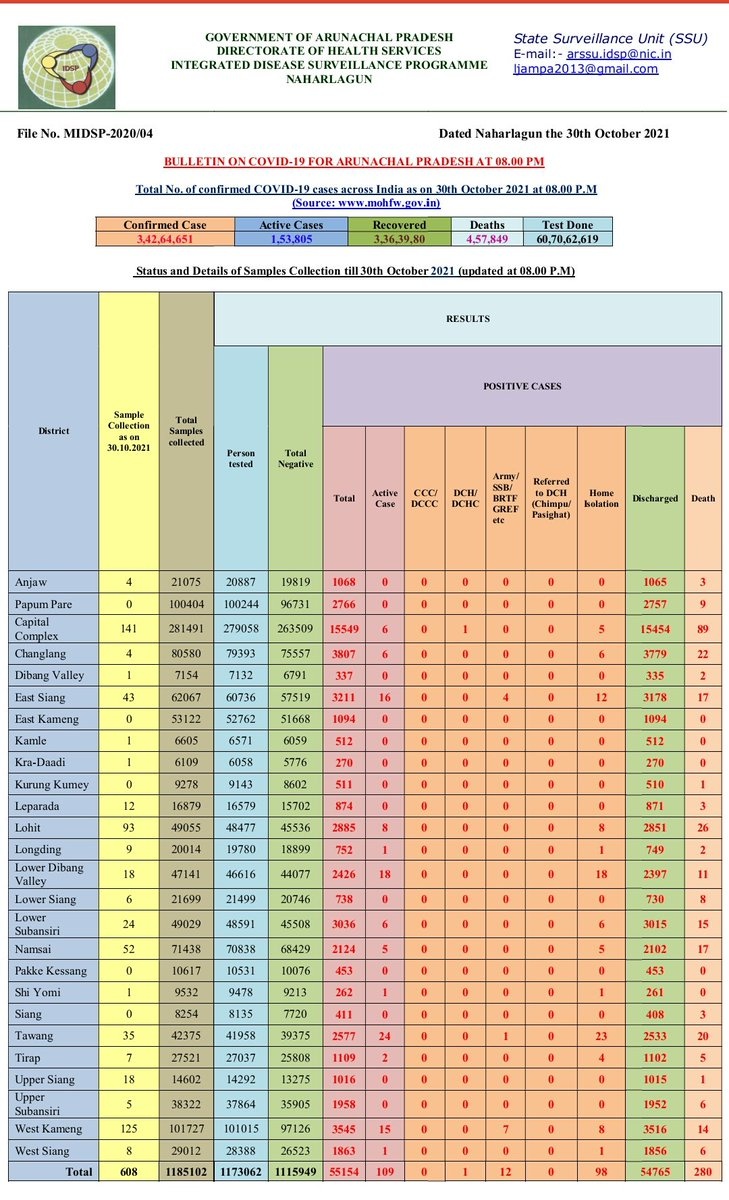 IDSP
GOVERNMENT OF ARUNACHAL PRADESH
DIRECTORATE OF HEALTH SERVICES
INTEGRATED DISEASE SURVEILLANCE PROGRAMME
NAHARLAGUN
State Surveillance Unit (SSU)
E-mail:- arssu.idsp@nic.in
ljampa2013@gmail.com
File No. MIDSP-2020/04 Dated Naharlagun the 30th October 2021
BULLETIN ON COVID-19 FOR ARUNACHAL PRADESH AT 08.00 PM
Total No. of confirmed COVID-19 cases across India as on 30th October 2021 at 08.00 P.M
(Source: www.mohfw.gov.in)
Confirmed Case Active Cases Recovered Deaths Test Done
3,42,64,651 1,53,805 3,36,39,80 4,57,849 60,70,62,619
Status and Details of Samples Collection till 30th October 2021 (updated at 08.00 P.M)
RESULTS
POSITIVE CASES
District
Sample
Collection
as on
30.10.2021
Total
Samples
collected
Person
tested
Total
Negative
Total
Active
Case
CCC/
DCCC
DCH/
DCHC
Army/
SSB/
BRTF
GREF
etc
Referred
to DCH
(Chimpu/
Pasighat)
Home
Isolation
Discharged
Death
Anjaw 4 21075 20887 19819 1068 0 0 0 0 0 0 1065 3
Papum Pare 0 100404 100244 96731 2766 0 0 0 0 0 0 2757 9
Capital
Complex 141 281491 279058 263509 15549 6 0 1 0 0 5 15454 89
Changlang 4 80580 79393 75557 3807 6 0 0 0 0 6 3779 22
Dibang Valley 1 7154 7132 6791 337 0 0 0 0 0 0 335 2
East Siang 43 62067 60736 57519 3211 16 0 0 4 0 12 3178 17
East Kameng 0 53122 52762 51668 1094 0 0 0 0 0 0 1094 0
Kamle 1 6605 6571 6059 512 0 0 0 0 0 0 512 0
Kra-Daadi 1 6109 6058 5776 270 0 0 0 0 0 0 270 0
Kurung Kumey 0 9278 9143 8602 511 0 0 0 0 0 0 510 1
Leparada 12 16879 16579 15702 874 0 0 0 0 0 0 871 3
Lohit 93 49055 48477 45536 2885 8 0 0 0 0 8 2851 26
Longding 9 20014 19780 18899 752 1 0 0 0 0 1 749 2
Lower Dibang
Valley 18 47141 46616 44077 2426 18 0 0 0 0 18 2397 11
Lower Siang 6 21699 21499 20746 738 0 0 0 0 0 0 730 8
Lower
Subansiri 24 49029 48591 45508 3036 6 0 0 0 0 6 3015 15
Namsai 52 71438 70838 68429 2124 5 0 0 0 0 5 2102 17
Pakke Kessang 0 10617 10531 10076 453 0 0 0 0 0 0 453 0
Shi Yomi 1 9532 9478 9213 262 1 0 0 0 0 1 261 0
Siang 0 8254 8135 7720 411 0 0 0 0 0 0 408 3
Tawang 35 42375 41958 39375 2577 24 0 0 1 0 23 2533 20
Tirap 7 27521 27037 25808 1109 2 0 0 0 0 4 1102 5
Upper Siang 18 14602 14292 13275 1016 0 0 0 0 0 0 1015 1
Upper
Subansiri 5 38322 37864 35905 1958 0 0 0 0 0 0 1952 6
West Kameng 125 101727 101015 97126 3545 15 0 0 7 0 8 3516 14
West Siang 8 29012 28388 26523 1863 1 0 0 0 0 1 1856 6
Total 608 1185102 1173062 1115949 55154 109 0 1 12 0 98 54765 280